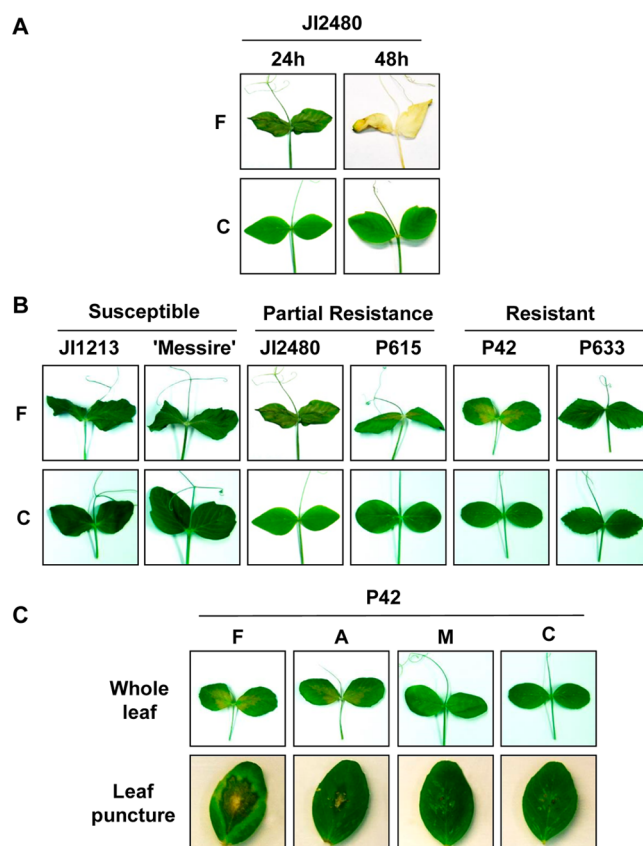 A
JI2480
24h 48h
F
C
B
Susceptible Partial Resistance Resistant
JI1213 'Messire' JI2480 P615 P42 P633
F
C
C
P42
F A M C
Whole
leaf
Leaf
puncture